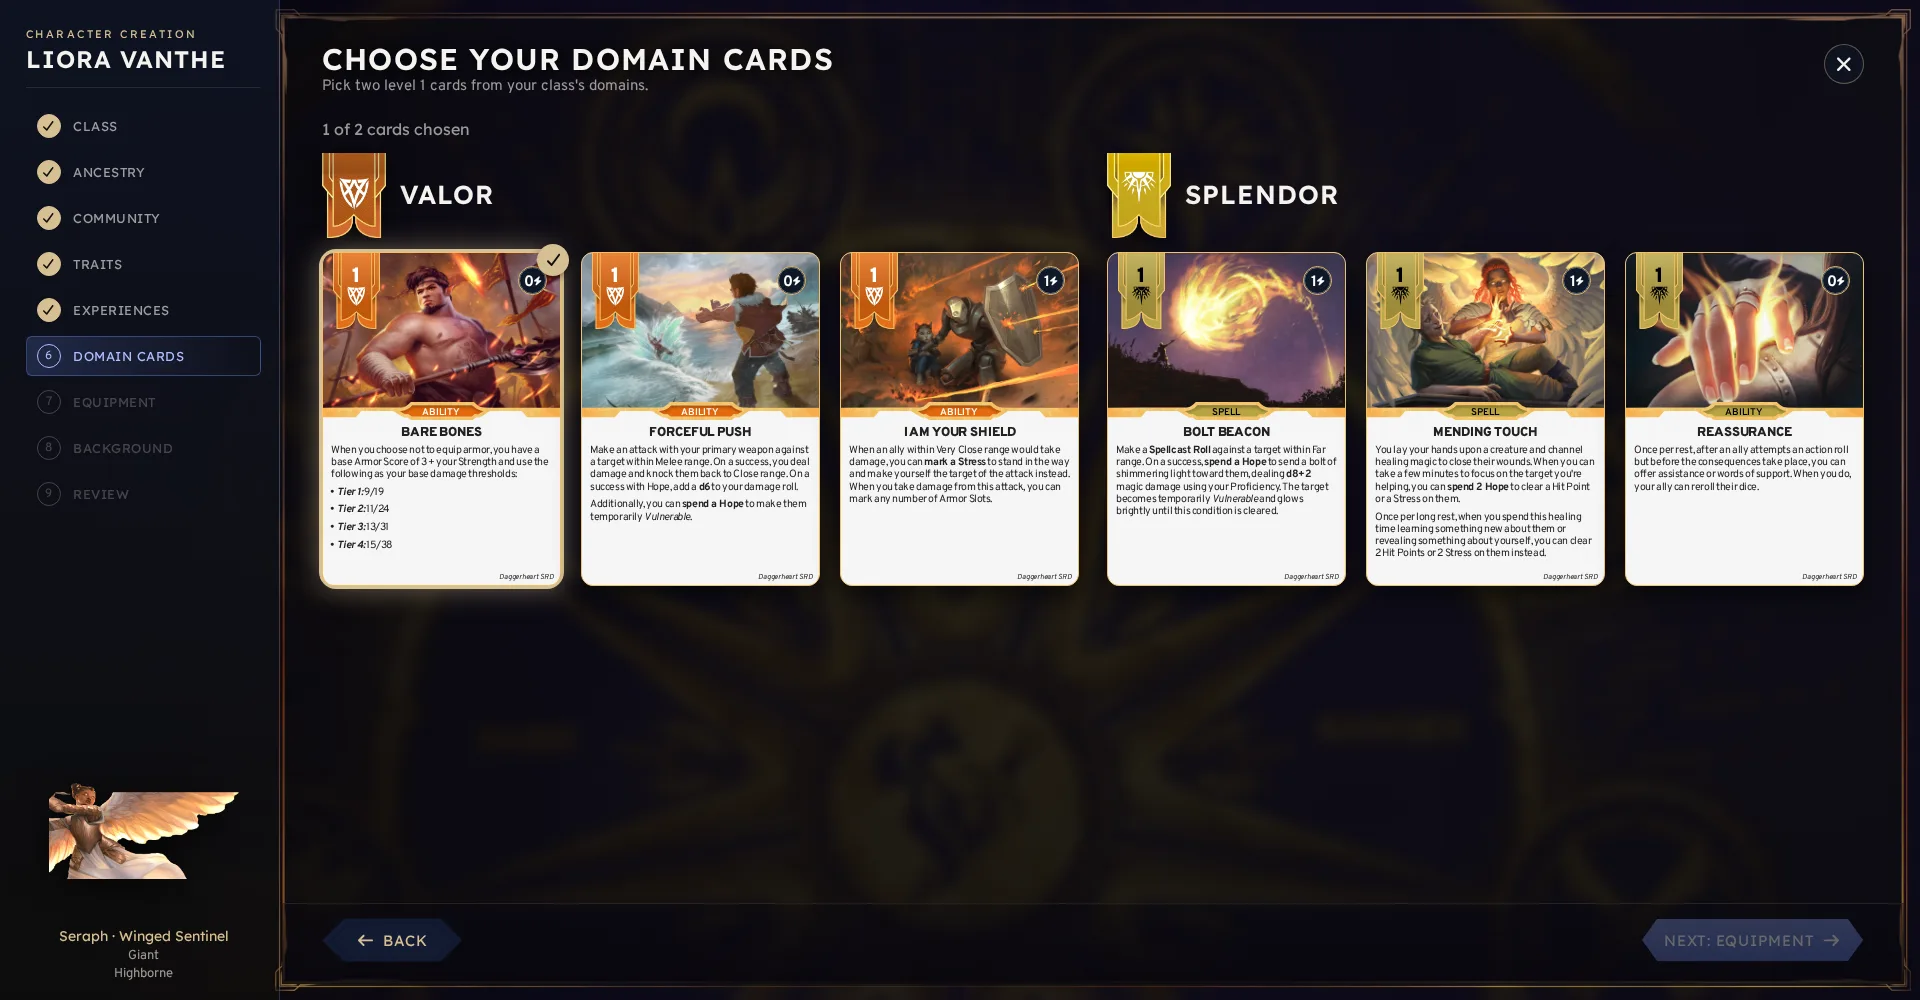 CHARACTER CREATION
LIORA VANTHE
CLASS
ANCESTRY
COMMUNITY
TRAITS
EXPERIENCES
6 DOMAIN CARDS
7 EQUIPMENT
8 BACKGROUND
9 REVIEW
Seraph · Winged Sentinel
Giant
Highborne
CHOOSE YOUR DOMAIN CARDS
Pick two level 1 cards from your class's domains.
1 of 2 cards chosen
VALOR
1
0
ABILITY
BARE BONES
When you choose not to equip armor, you have a
base Armor Score of 3 + your Strength and use the
following as your base damage thresholds:
• Tier 1: 9/19
• Tier 2: 11/24
• Tier 3: 13/31
• Tier 4: 15/38
Daggerheart SRD
1
0
ABILITY
FORCEFUL PUSH
Make an attack with your primary weapon against
a target within Melee range. On a success, you deal
damage and knock them back to Close range. On a
success with Hope, add a d6 to your damage roll.
Additionally, you can spend a Hope to make them
temporarily Vulnerable.
Daggerheart SRD
1
1
ABILITY
I AM YOUR SHIELD
When an ally within Very Close range would take
damage, you can mark a Stress to stand in the way
and make yourself the target of the attack instead.
When you take damage from this attack, you can
mark any number of Armor Slots.
Daggerheart SRD
SPLENDOR
1
1
SPELL
BOLT BEACON
Make a Spellcast Roll against a target within Far
range. On a success, spend a Hope to send a bolt of
shimmering light toward them, dealing d8+2
magic damage using your Proficiency. The target
becomes temporarily Vulnerable and glows
brightly until this condition is cleared.
Daggerheart SRD
1
1
SPELL
MENDING TOUCH
You lay your hands upon a creature and channel
healing magic to close their wounds. When you can
take a few minutes to focus on the target you're
helping, you can spend 2 Hope to clear a Hit Point
or a Stress on them.
Once per long rest, when you spend this healing
time learning something new about them or
revealing something about yourself, you can clear
2 Hit Points or 2 Stress on them instead.
Daggerheart SRD
1
0
ABILITY
REASSURANCE
Once per rest, after an ally attempts an action roll
but before the consequences take place, you can
offer assistance or words of support. When you do,
your ally can reroll their dice.
Daggerheart SRD
BACK
NEXT: EQUIPMENT